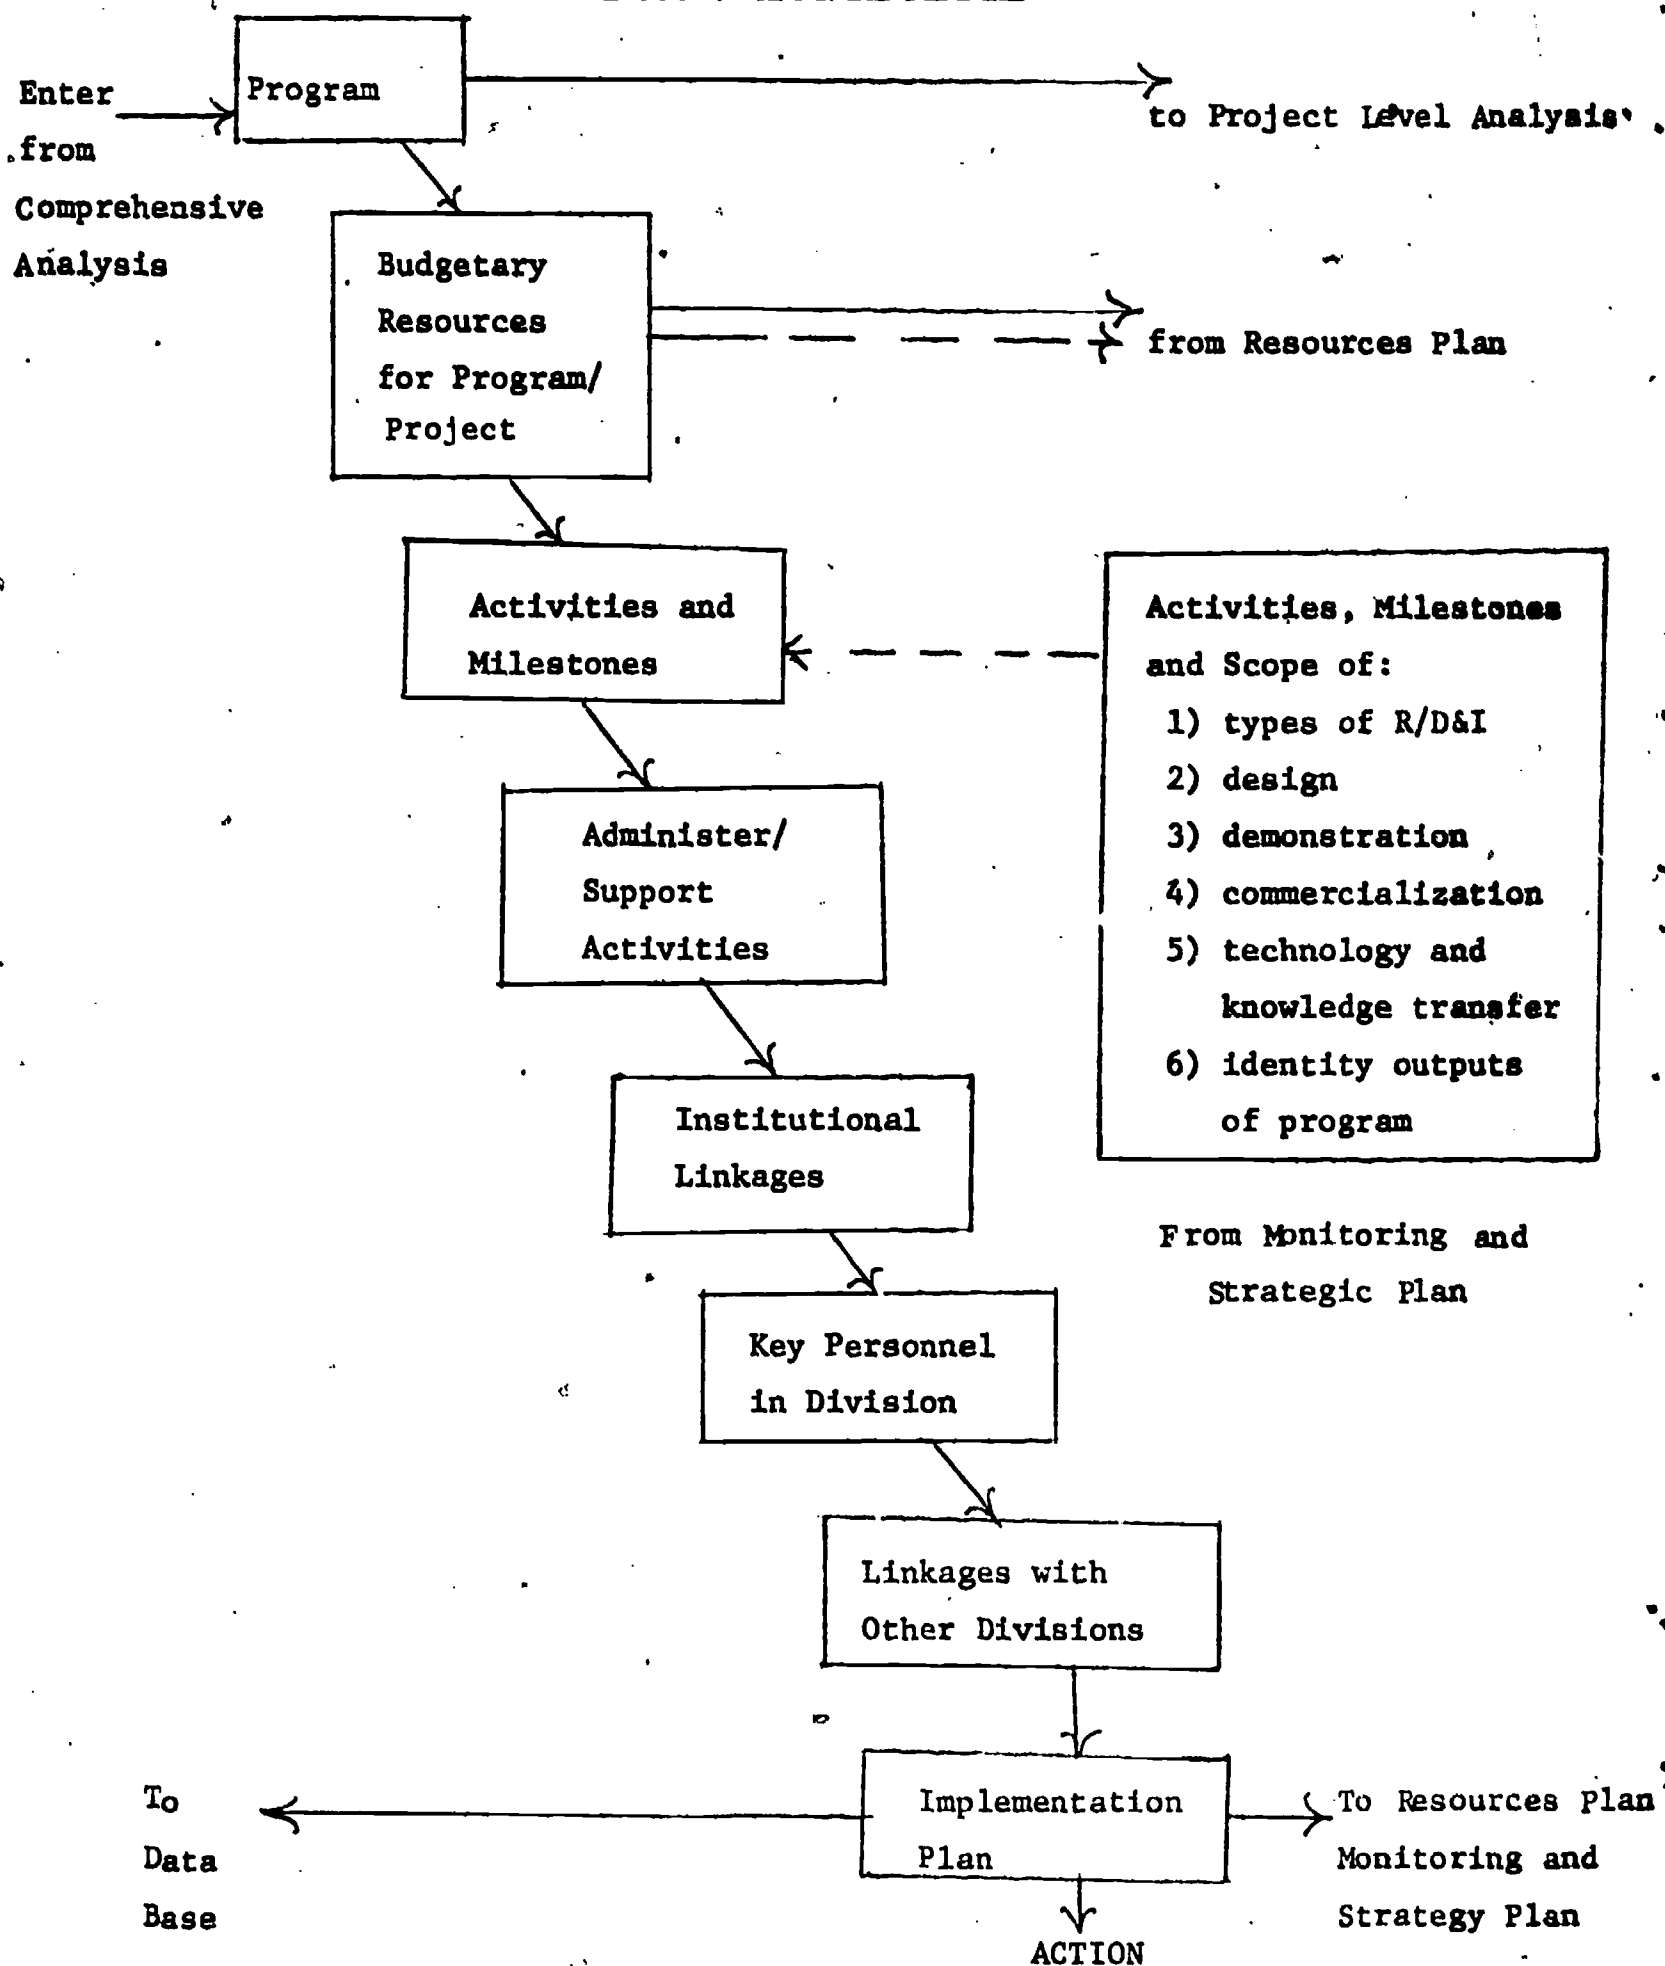 Enter
from
Comprehensive
Analysis
Program
to Project Level Analysis
Budgetary
Resources
for Program/
Project
from Resources Plan
Activities and
Milestones
Activities, Milestones
and Scope of:
1) types of R/D&I
2) design
3) demonstration
4) commercialization
5) technology and
knowledge transfer
6) identity outputs
of program
From Monitoring and
Strategic Plan
Administer/
Support
Activities
Institutional
Linkages
Key Personnel
in Division
Linkages with
Other Divisions
Implementation
Plan
To
Data
Base
To Resources Plan
Monitoring and
Strategy Plan
ACTION